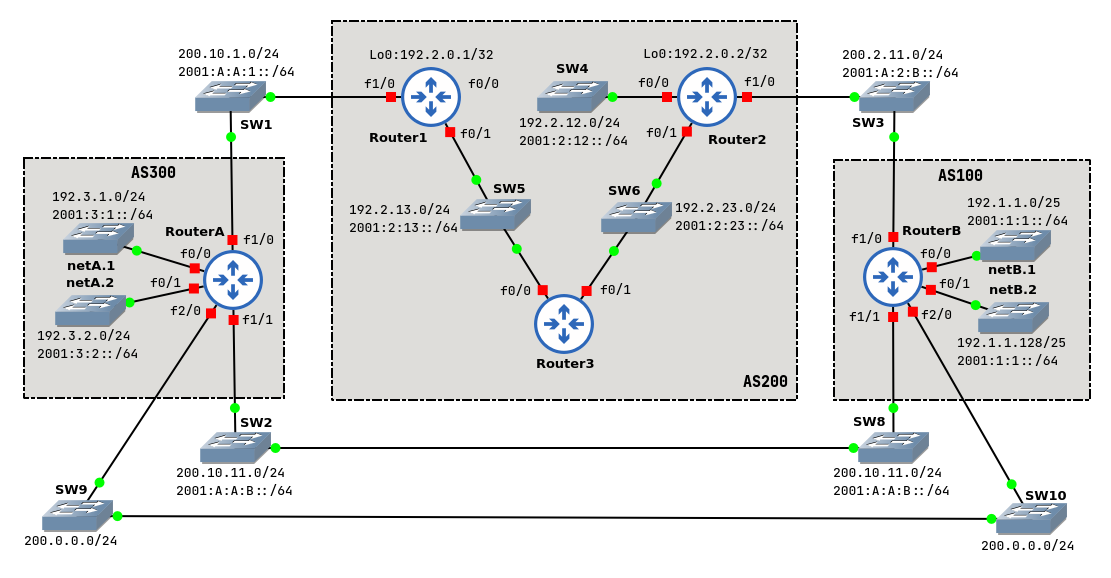 200.10.1.0/24
2001:A:A:1::/64
SW1
Lo0:192.2.0.1/32
f1/0
f0/0
Router1
f0/1
SW4
192.2.12.0/24
2001:2:12::/64
Lo0:192.2.0.2/32
f0/0
f1/0
f0/1
Router2
200.2.11.0/24
2001:A:2:B::/64
SW3
AS300
192.3.1.0/24
2001:3:1::/64
netA.1
netA.2
192.3.2.0/24
2001:3:2::/64
RouterA
f1/0
f0/0
f0/1
f2/0
f1/1
192.2.13.0/24
2001:2:13::/64
SW5
SW6
192.2.23.0/24
2001:2:23::/64
f0/0
f0/1
Router3
AS200
AS100
192.1.1.0/25
2001:1:1::/64
RouterB
f1/0
f0/0
netB.1
f0/1
netB.2
f1/1
f2/0
192.1.1.128/25
2001:1:1::/64
SW2
200.10.11.0/24
2001:A:A:B::/64
SW8
200.10.11.0/24
2001:A:A:B::/64
SW9
200.0.0.0/24
SW10
200.0.0.0/24